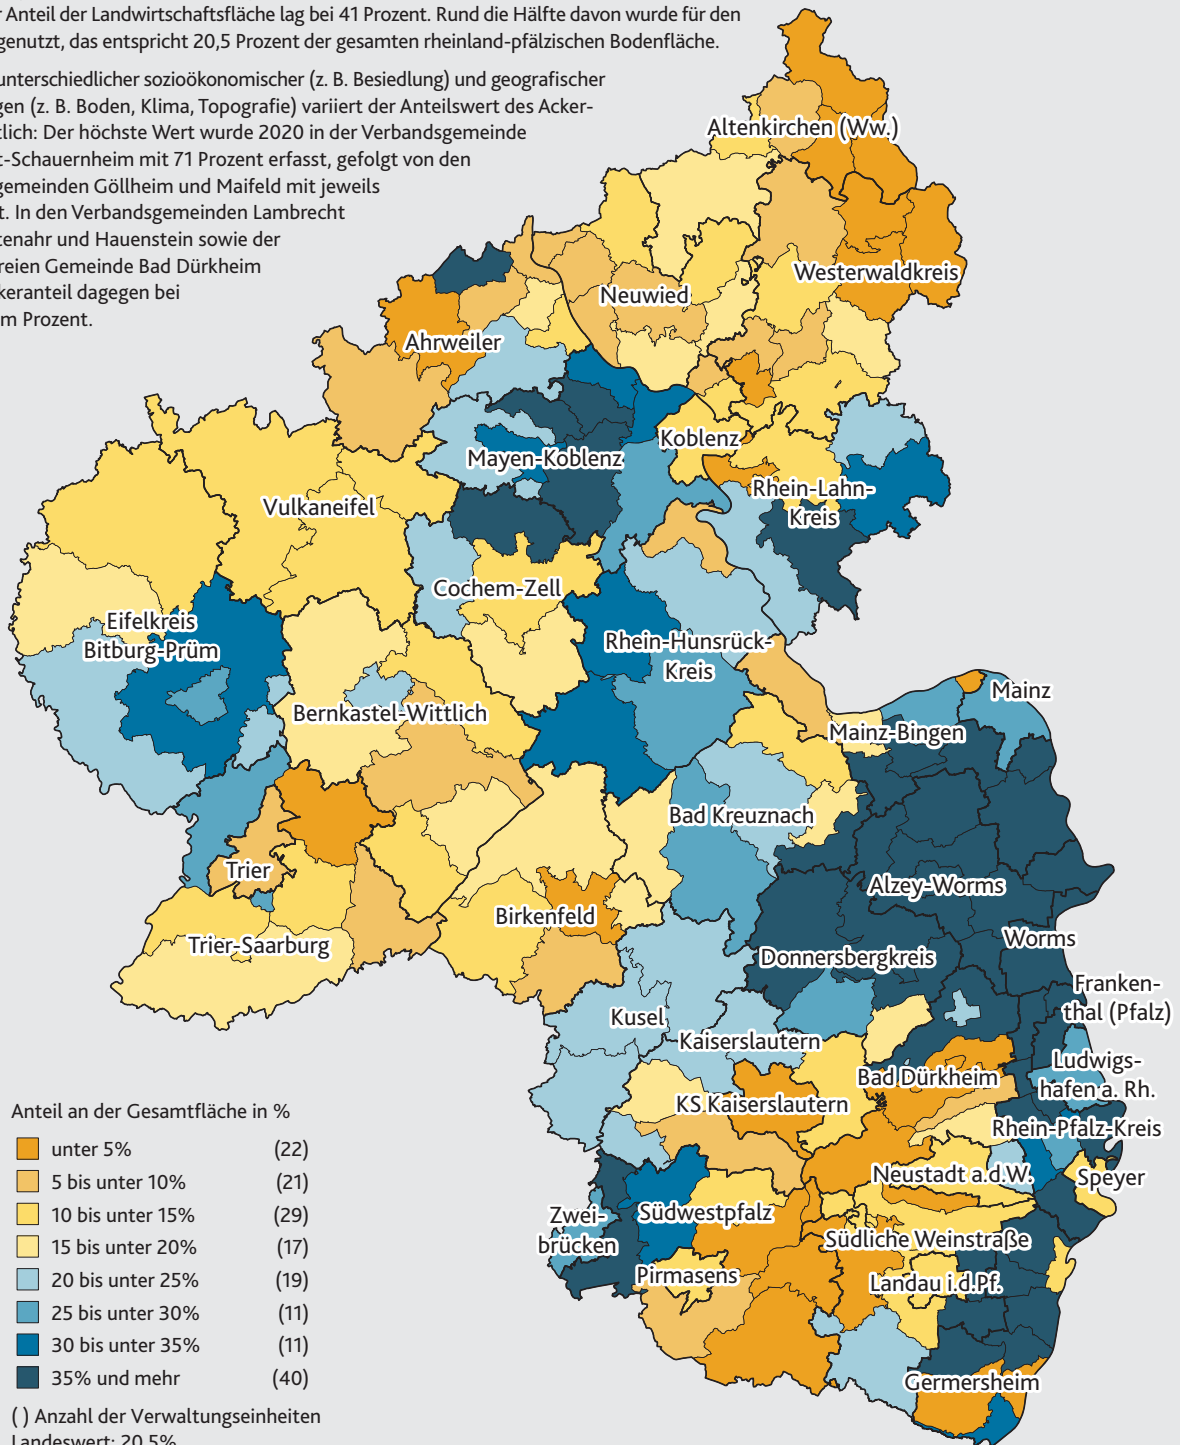 Anteil der Landwirtschaftsfläche lag bei 41 Prozent. Rund die Hälfte davon wurde für den
genutzt, das entspricht 20,5 Prozent der gesamten rheinland-pfälzischen Bodenfläche.
unterschiedlicher sozioökonomischer (z. B. Besiedlung) und geografischer
gen (z. B. Boden, Klima, Topografie) variiert der Anteilswert des Acker-
tlich: Der höchste Wert wurde 2020 in der Verbandsgemeinde
t-Schauernheim mit 71 Prozent erfasst, gefolgt von den
gemeinden Göllheim und Maifeld mit jeweils
t. In den Verbandsgemeinden Lambrecht
tenahr und Hauenstein sowie der
freien Gemeinde Bad Dürkheim
keranteil dagegen bei
m Prozent.
Altenkirchen (Ww.)
Westerwaldkreis
Neuwied
Ahrweiler
Koblenz
Mayen-Koblenz
Rhein-Lahn-
Kreis
Vulkaneifel
Cochem-Zell
Eifelkreis
Bitburg-Prüm
Rhein-Hunsrück-
Kreis
Mainz
Bernkastel-Wittlich
Mainz-Bingen
Bad Kreuznach
Trier
Alzey-Worms
Birkenfeld
Trier-Saarburg
Worms
Donnersbergkreis
Franken-
thal (Pfalz)
Kusel
Kaiserslautern
Ludwigs-
hafen a. Rh.
Bad Dürkheim
KS.Kaiserslautern
Rhein-Pfalz-Kreis
Neustadt a.d.W.
Speyer
Zwei-
brücken
Südwestpfalz
Südliche Weinstraße
Pirmasens
Landau i.d.Pf.
Germersheim
Anteil an der Gesamtfläche in %
unter 5% (22)
5 bis unter 10% (21)
10 bis unter 15% (29)
15 bis unter 20% (17)
20 bis unter 25% (19)
25 bis unter 30% (11)
30 bis unter 35% (11)
35% und mehr (40)
( ) Anzahl der Verwaltungseinheiten
Landeswert: 20,5%